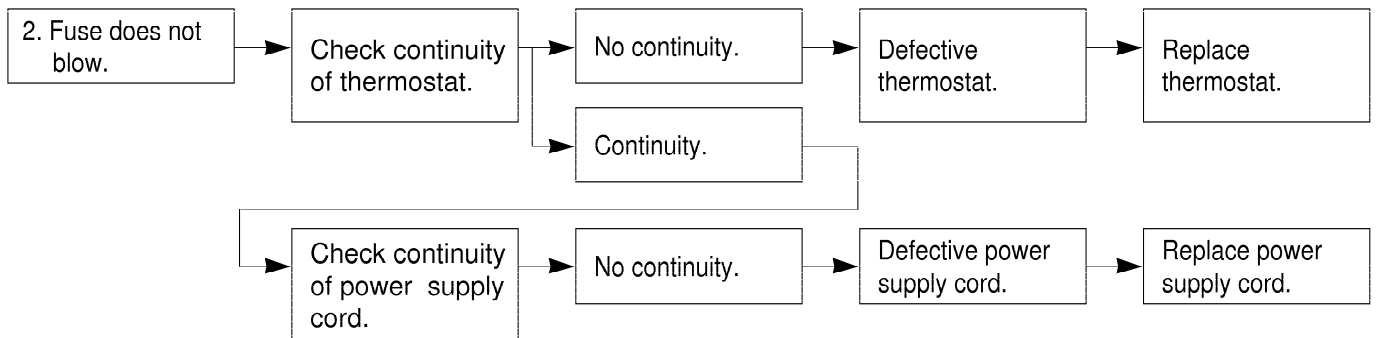 2. Fuse does not
blow.
Check continuity
of thermostat.
No continuity.
Defective
thermostat.
Replace
thermostat.
Continuity.
Check continuity
of power supply
cord.
No continuity.
Defective power
supply cord.
Replace power
supply cord.